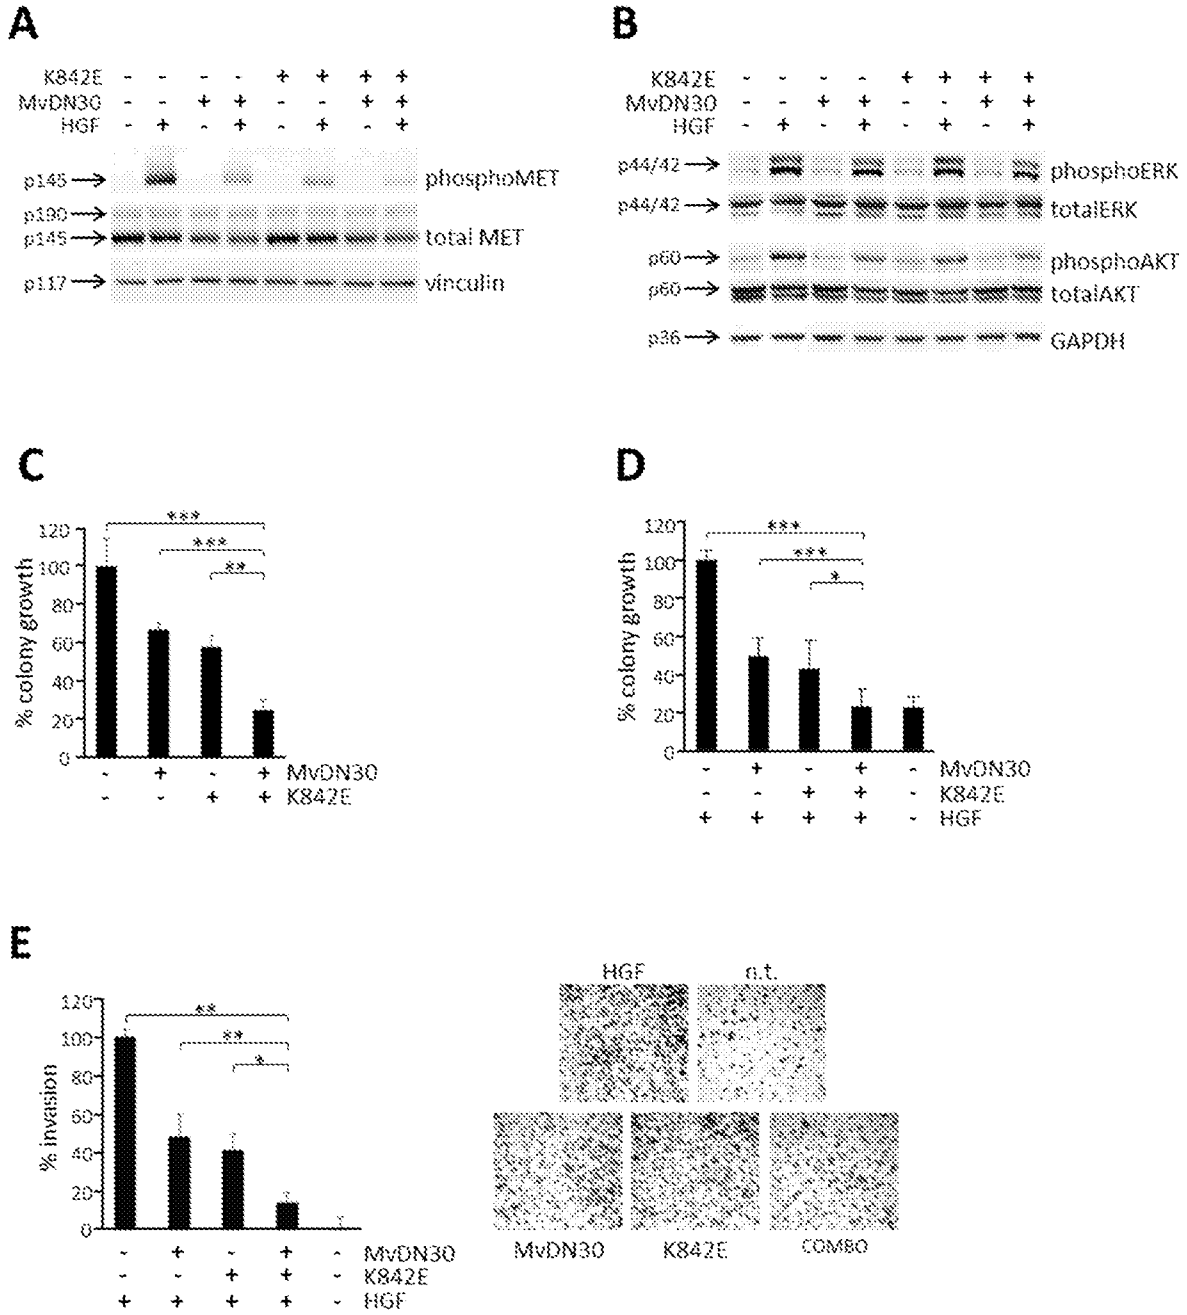 A
K842E - - - - + + + +
MvDN30 - - + + - - + +
HGF - + - + - + - +
p145 phosphoMET
p190
p145 total MET
p117 vinculin
B
K842E - - - - + + + +
MvDN30 - - + + - - + +
HGF - + - + - + - +
p44/42 phosphoERK
p44/42 totalERK
p60 phosphoAKT
p60 totalAKT
p36 GAPDH
C
% colony growth
120
100
80
60
40
20
0
***
***
**
- + - + MvDN30
- - + + K842E
D
% colony growth
120
100
80
60
40
20
0
***
***
*
- + - + - MvDN30
- - + + - K842E
+ + + + - HGF
E
% invasion
120
100
80
60
40
20
0
**
**
*
- + - + - MvDN30
- - + + - K842E
+ + + + - HGF
HGF n.t.
MvDN30 K842E COMBO